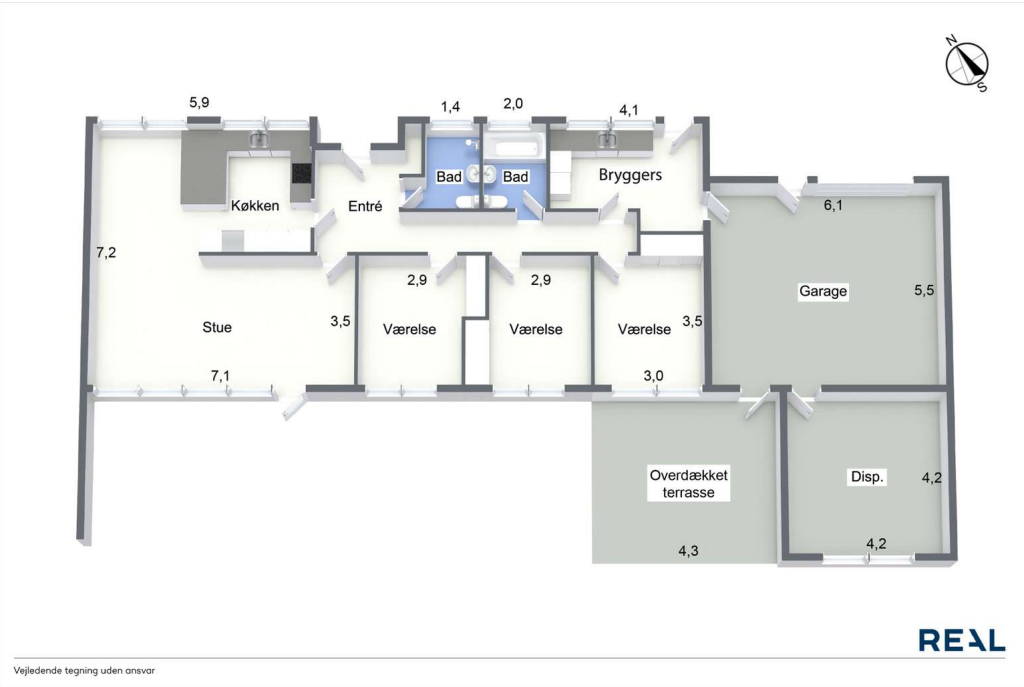 N
S
5,9
1,4
2,0
4,1
Bad
Bad
Bryggers
Køkken
Entré
6,1
7,2
2,9
2,9
Garage
5,5
Stue
3,5
Værelse
Værelse
Værelse
3,5
7,1
3,0
Overdækket
terrasse
Disp.
4,2
4,3
4,2
REAL
Vejledende tegning uden ansvar